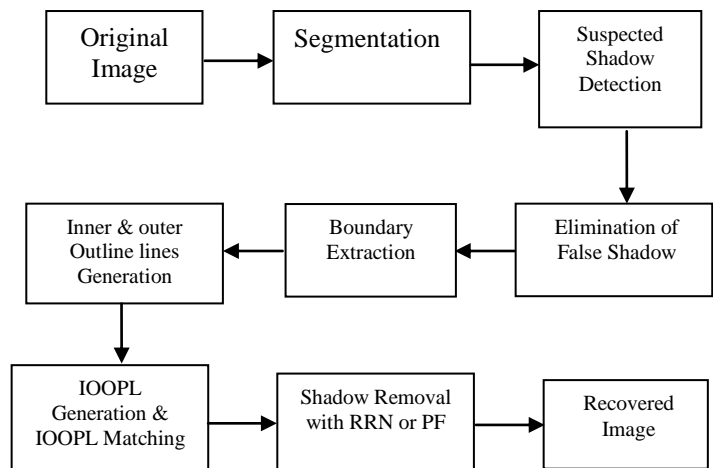 Original
Image
Segmentation
Suspected
Shadow
Detection
Elimination of
False Shadow
Boundary
Extraction
Inner & outer
Outline lines
Generation
IOOPL
Generation &
IOOPL Matching
Shadow Removal
with RRN or PF
Recovered
Image